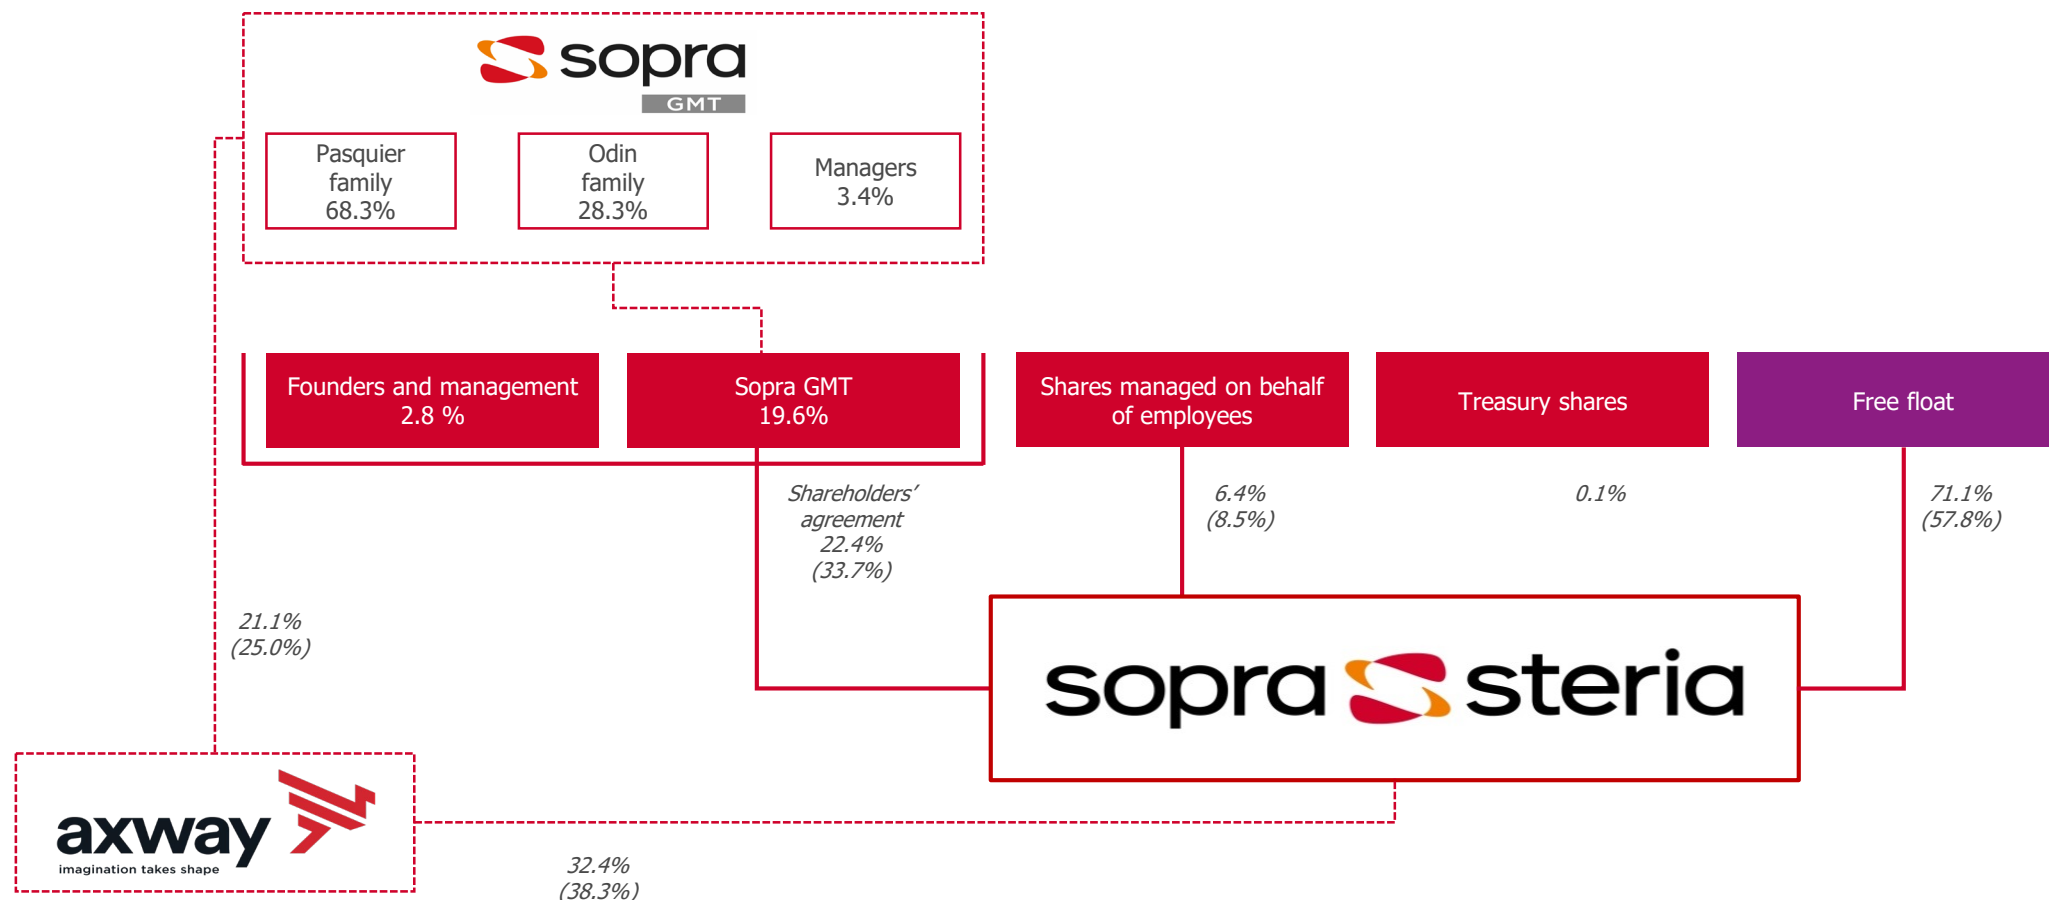 sopra
GMT
Pasquier
family
68.3%
Odin
family
28.3%
Managers
3.4%
Founders and management
2.8 %
Sopra GMT
19.6%
Shares managed on behalf
of employees
Treasury shares
Free float
Shareholders’
agreement
22.4%
(33.7%)
6.4%
(8.5%)
0.1%
71.1%
(57.8%)
21.1%
(25.0%)
sopra steria
axway
imagination takes shape
32.4%
(38.3%)